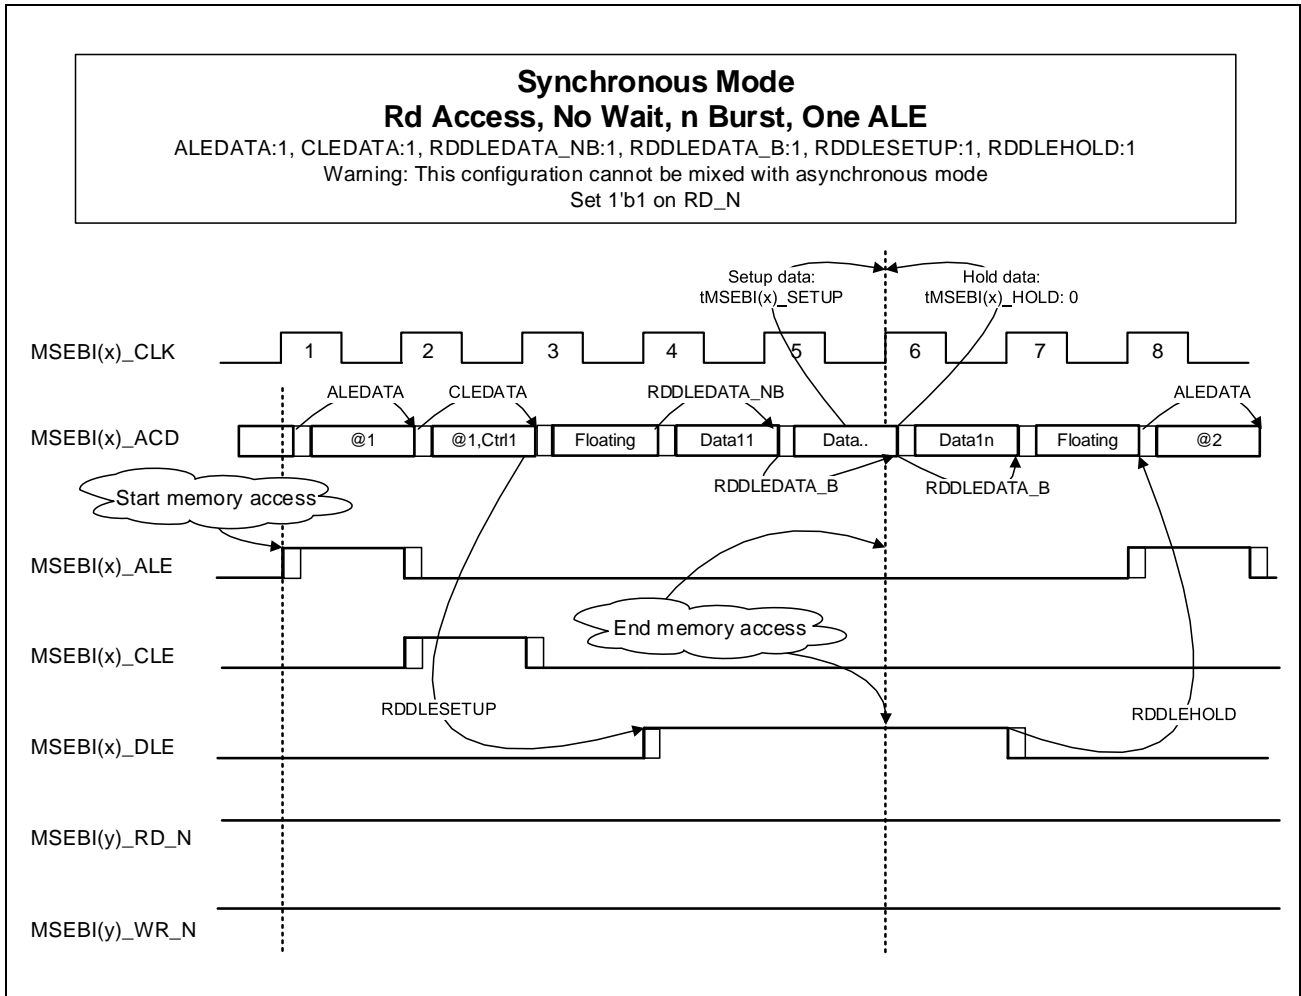 Synchronous Mode
Rd Access, No Wait, n Burst, One ALE
ALEDATA:1, CLEDATA:1, RDDLEDATA_NB:1, RDDLEDATA_B:1, RDDLESETUP:1, RDDLEHOLD:1
Warning: This configuration cannot be mixed with asynchronous mode
Set 1'b1 on RD_N
Setup data:
tMSEBI(x)_SETUP
Hold data:
tMSEBI(x)_HOLD: 0
MSEBI(x)_CLK 1 2 3 4 5 6 7 8
ALEDATA CLEDATA RDDLEDATA_NB ALEDATA
MSEBI(x)_ACD @1 @1,Ctrl1 Floating Data11 Data.. Data1n Floating @2
RDDLEDATA_B RDDLEDATA_B
Start memory access
MSEBI(x)_ALE
End memory access
MSEBI(x)_CLE
RDDLESETUP RDDLEHOLD
MSEBI(x)_DLE
MSEBI(y)_RD_N
MSEBI(y)_WR_N